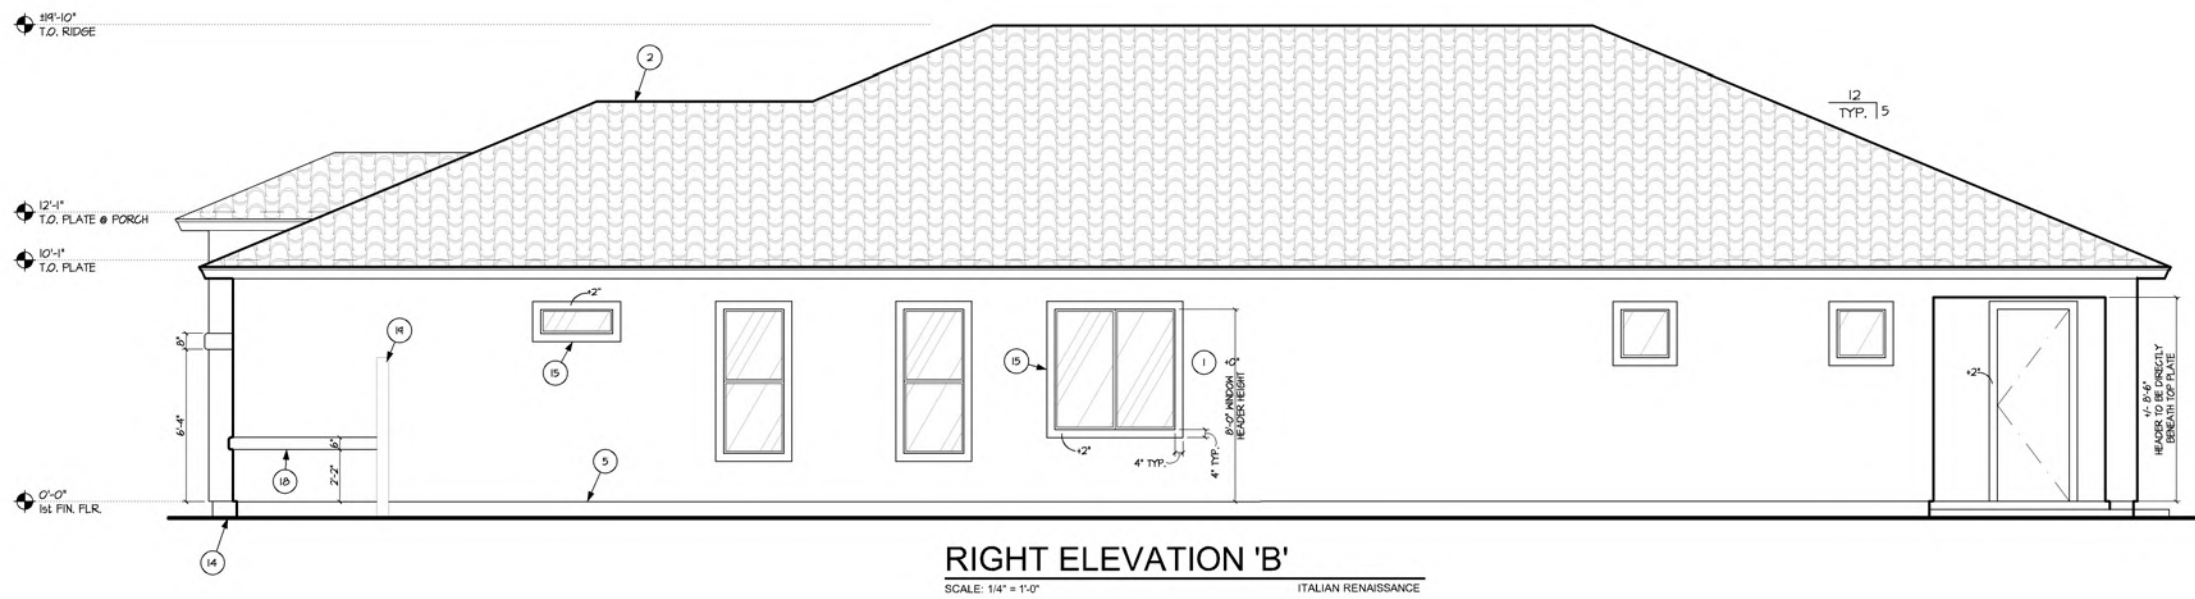 ±19'-10"
T.O. RIDGE
2
12
TYP. 5
12'-1"
T.O. PLATE @ PORCH
10'-1"
T.O. PLATE
+2"
19
15
8"
6'-4"
6"
2'-2"
18
5
15
1
+0"
8'-0" WINDOW
HEADER HEIGHT
+2"
4" TYP.
4" TYP.
+2"
+/- 8'-6"
HEADER TO BE DIRECTLY
BENEATH TOP PLATE
0'-0"
1st FIN. FLR.
14
RIGHT ELEVATION 'B'
SCALE: 1/4" = 1'-0" ITALIAN RENAISSANCE